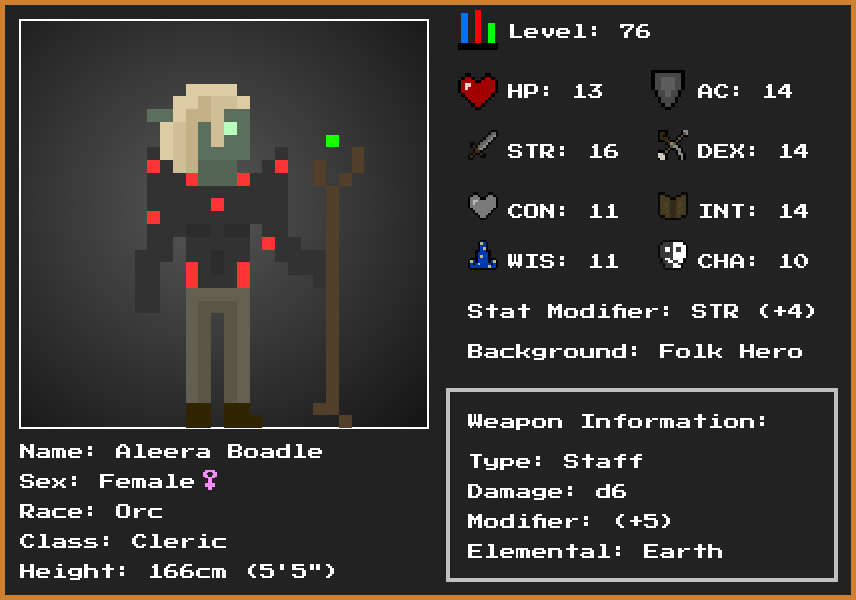 Level: 76
HP: 13
AC: 14
STR: 16
DEX: 14
CON: 11
INT: 14
WIS: 11
CHA: 10
Stat Modifier: STR (+4)
Background: Folk Hero
Weapon Information:
Type: Staff
Damage: d6
Modifier: (+5)
Elemental: Earth
Name: Aleera Boadle
Sex: Female♀
Race: Orc
Class: Cleric
Height: 166cm (5'5")